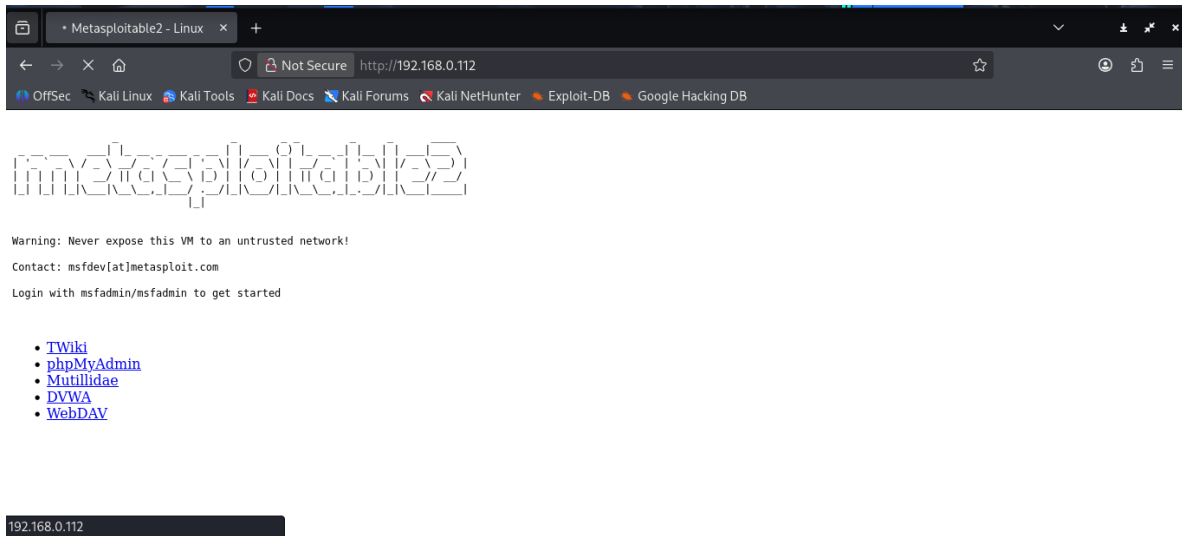 • Metasploitable2 - Linux × +
Not Secure http://192.168.0.112
OffSec Kali Linux Kali Tools Kali Docs Kali Forums Kali NetHunter Exploit-DB Google Hacking DB
metasploitable2
Warning: Never expose this VM to an untrusted network!
Contact: msfdev[at]metasploit.com
Login with msfadmin/msfadmin to get started
• TWiki
• phpMyAdmin
• Mutillidae
• DVWA
• WebDAV
192.168.0.112